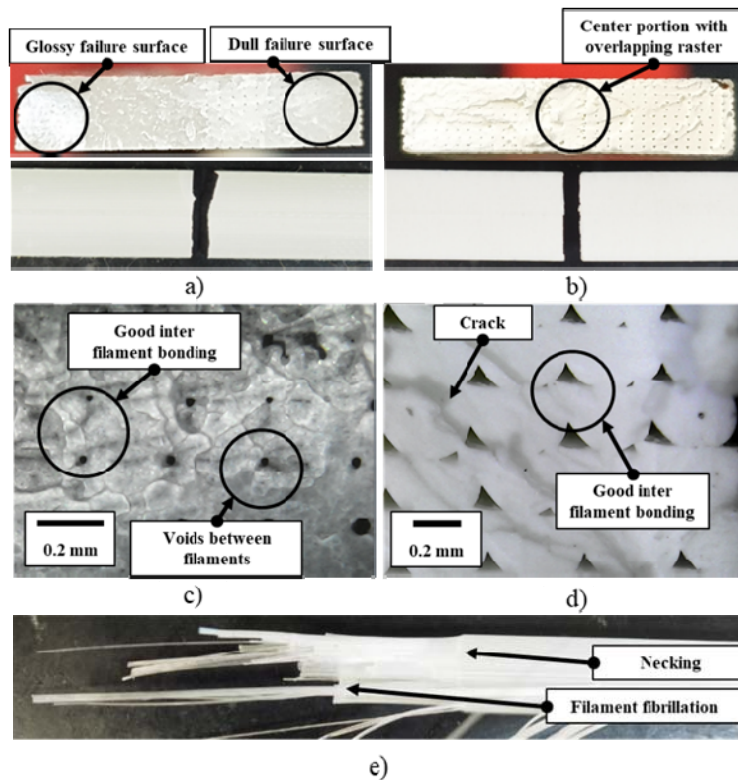 Glossy failure surface
Dull failure surface
Center portion with
overlapping raster
a)
b)
Good inter
filament bonding
0.2 mm
Voids between
filaments
c)
Crack
Good inter
filament bonding
0.2 mm
d)
Necking
Filament fibrillation
e)